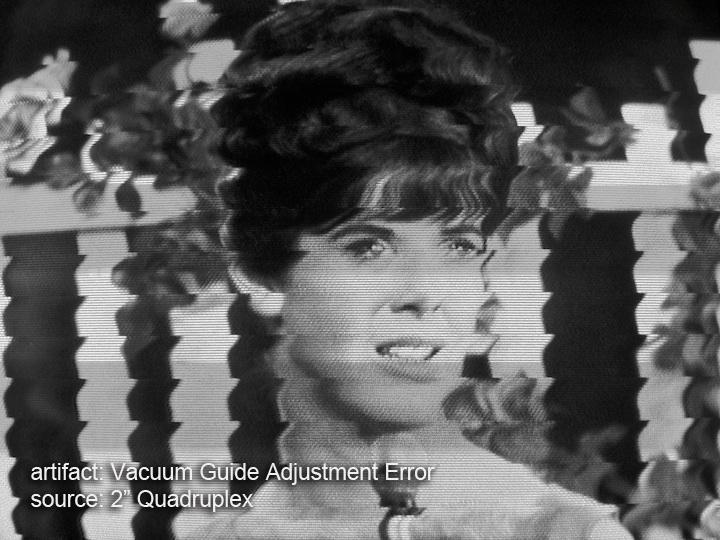 artifact: Vacuum Guide Adjustment Error
source: 2” Quadruplex